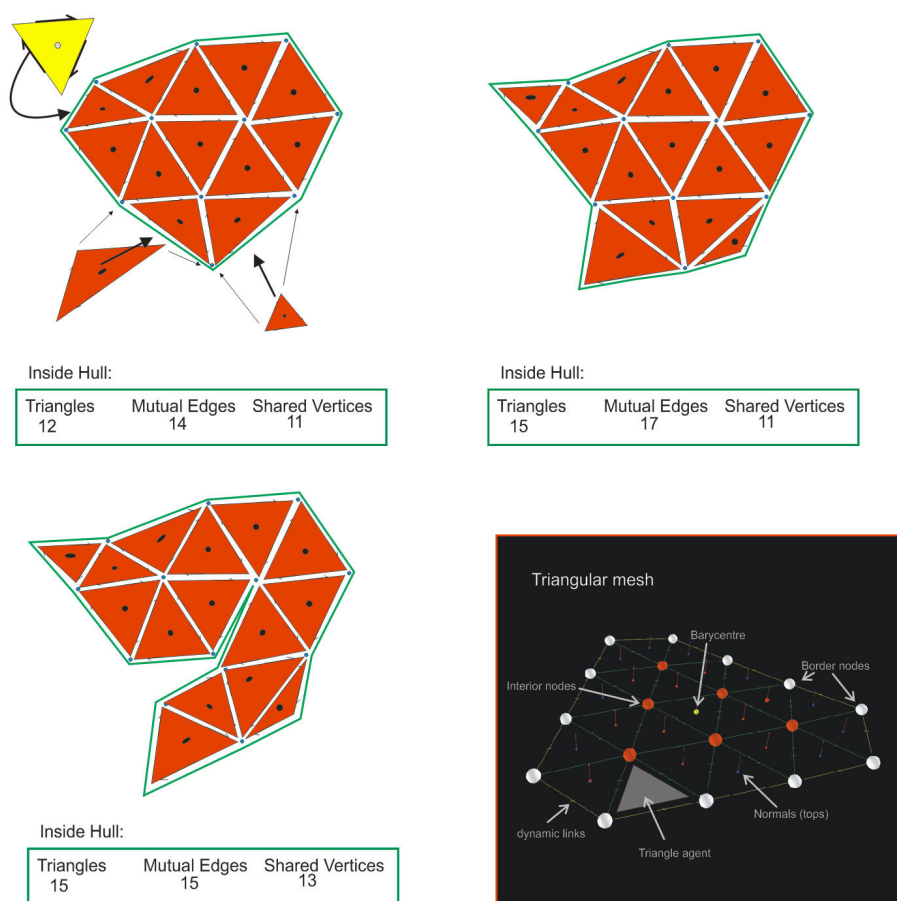 Inside Hull:
Triangles Mutual Edges Shared Vertices
12 14 11
Inside Hull:
Triangles Mutual Edges Shared Vertices
15 17 11
Inside Hull:
Triangles Mutual Edges Shared Vertices
15 15 13
Triangular mesh
Barycentre
Border nodes
Interior nodes
Normals (tops)
dynamic links
Triangle agent